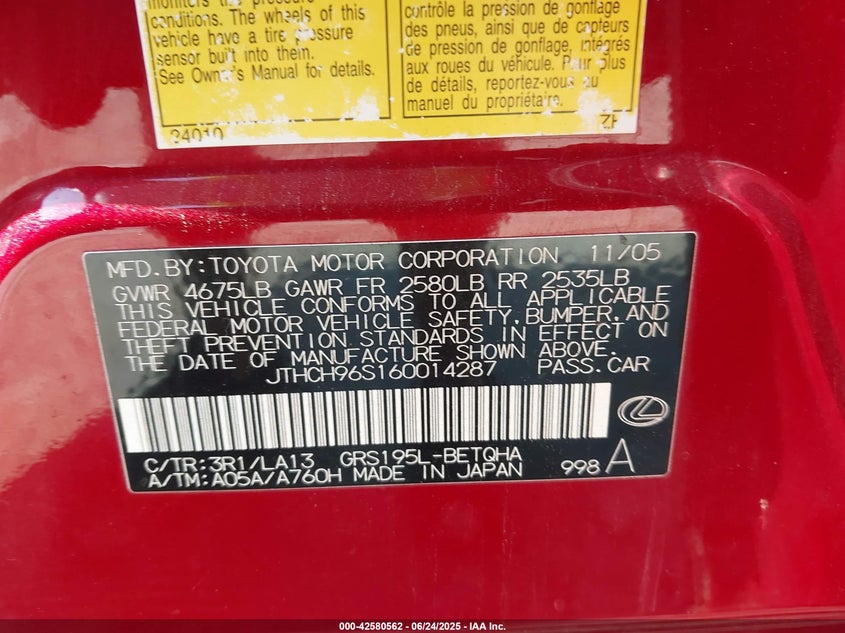 monitors the pressure
conditions. The wheels of this
vehicle have a tire pressure
sensor built into them.
See Owner's Manual for details.
contrôle la pression de gonflage
des pneus, ainsi que de capteurs
de pression de gonflage, intégrés
aux roues du véhicule. Pour plus
de détails, reportez-vous au
manuel du propriétaire.
34010
MFD.BY:TOYOTA MOTOR CORPORATION 11/05
GVWR 4675LB GAWR FR 2580LB RR 2535LB
THIS VEHICLE CONFORMS TO ALL APPLICABLE
FEDERAL MOTOR VEHICLE SAFETY,BUMPER,AND
THEFT PREVENTION STANDARDS IN EFFECT ON
THE DATE OF MANUFACTURE SHOWN ABOVE.
JTHCH96S160014287 PASS.CAR
C/TR:3R1/LA13 GRS195L-BETQHA
A/TM:A05A/A760H MADE IN JAPAN 998 A
000-42580562 - 06/24/2025 - IAA Inc.